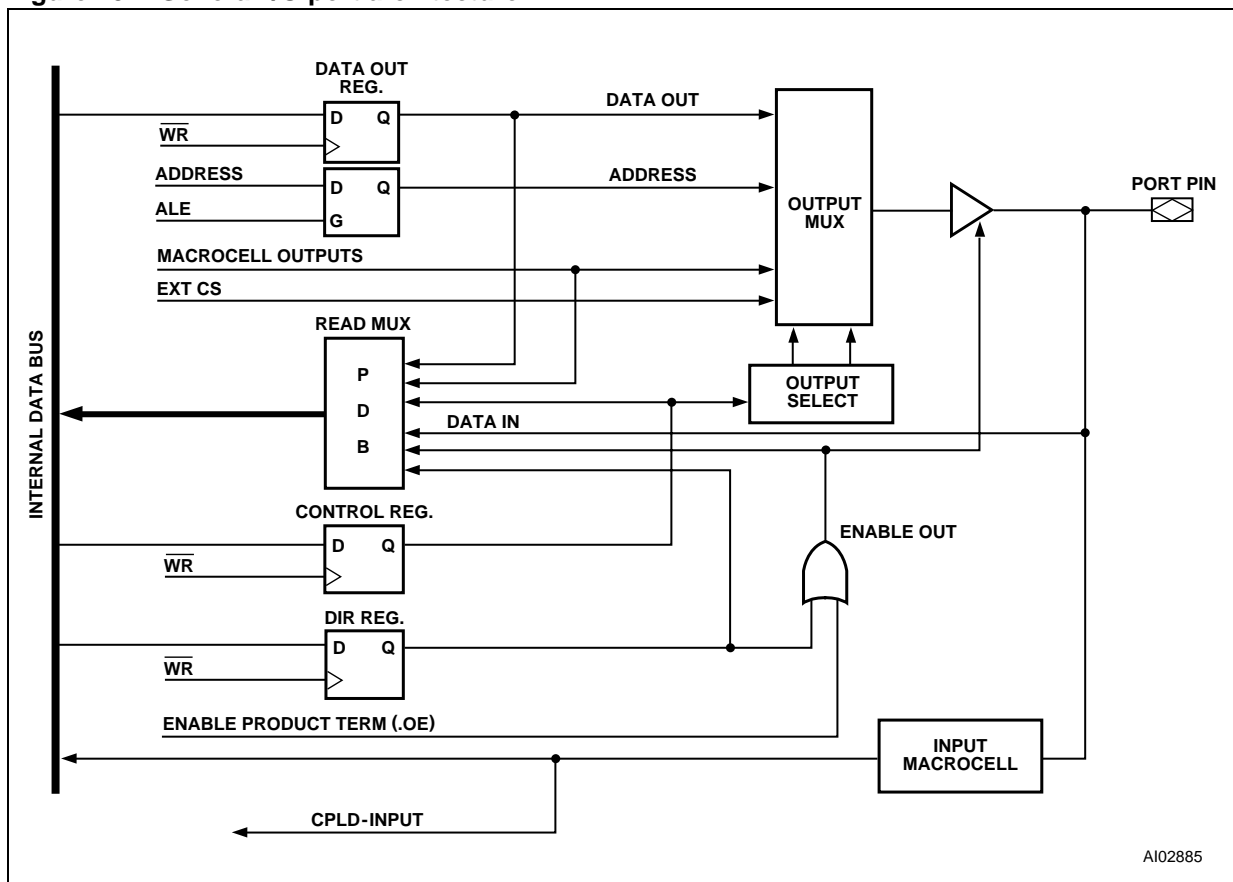 DATA OUT
REG.
D Q
WR
DATA OUT
ADDRESS
ALE
D Q
G
ADDRESS
OUTPUT
MUX
PORT PIN
MACROCELL OUTPUTS
EXT CS
READ MUX
P
D
B
OUTPUT
SELECT
DATA IN
INTERNAL DATA BUS
CONTROL REG.
D Q
WR
ENABLE OUT
DIR REG.
D Q
WR
ENABLE PRODUCT TERM (.OE)
INPUT
MACROCELL
CPLD-INPUT
AI02885